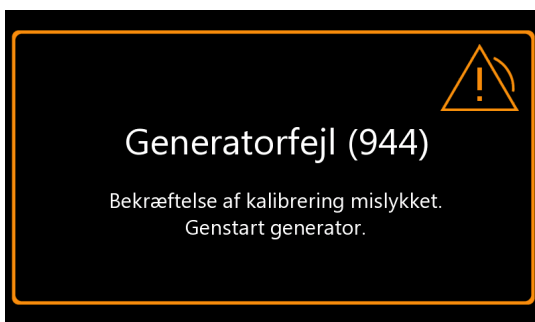 Generatorfejl (944)
Bekræftelse af kalibrering mislykket.
Genstart generator.